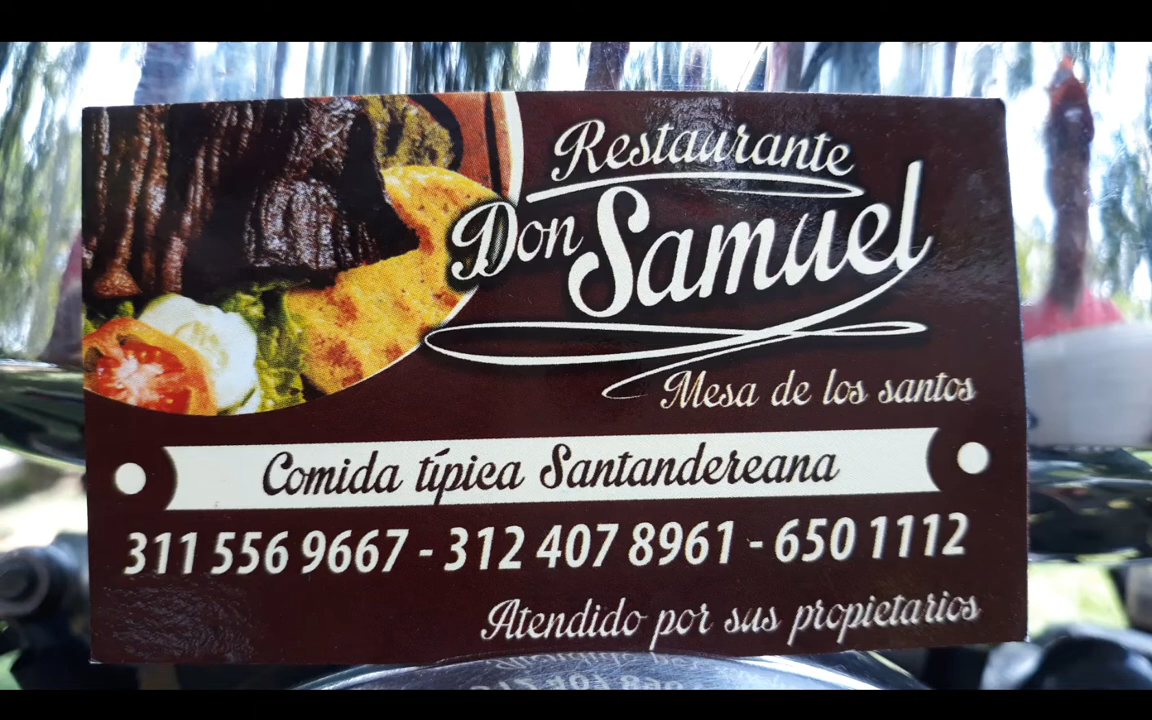 Restaurante
Don Samuel
Mesa de los santos
Comida típica Santandereana
311 556 9667 - 312 407 8961 - 650 1112
Atendido por sus propietarios